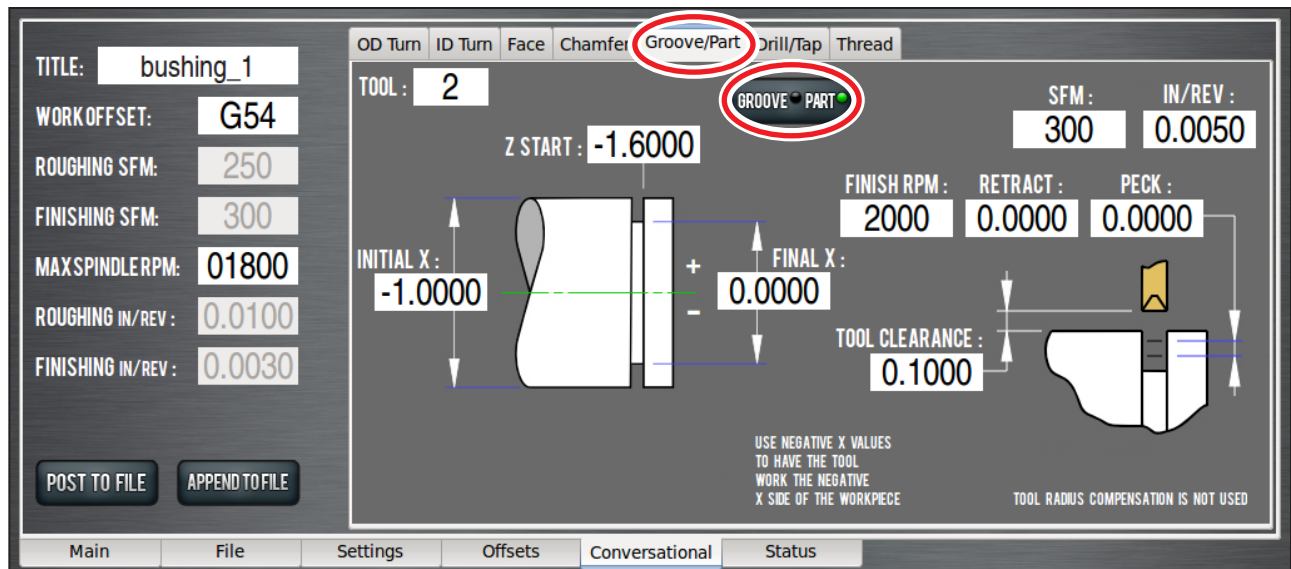 TITLE: bushing_1
WORK OFFSET: G54
ROUGHING SFM: 250
FINISHING SFM: 300
MAX SPINDLE RPM: 01800
ROUGHING IN/REV : 0.0100
FINISHING IN/REV : 0.0030
POST TO FILE APPEND TO FILE
OD Turn ID Turn Face Chamfer Groove/Part Drill/Tap Thread
TOOL : 2
GROOVE PART
SFM : IN/REV :
300 0.0050
Z START : -1.6000
FINISH RPM : RETRACT : PECK :
2000 0.0000 0.0000
INITIAL X :
-1.0000
+
-
FINAL X :
0.0000
TOOL CLEARANCE :
0.1000
USE NEGATIVE X VALUES
TO HAVE THE TOOL
WORK THE NEGATIVE
X SIDE OF THE WORKPIECE
TOOL RADIUS COMPENSATION IS NOT USED
Main File Settings Offsets Conversational Status